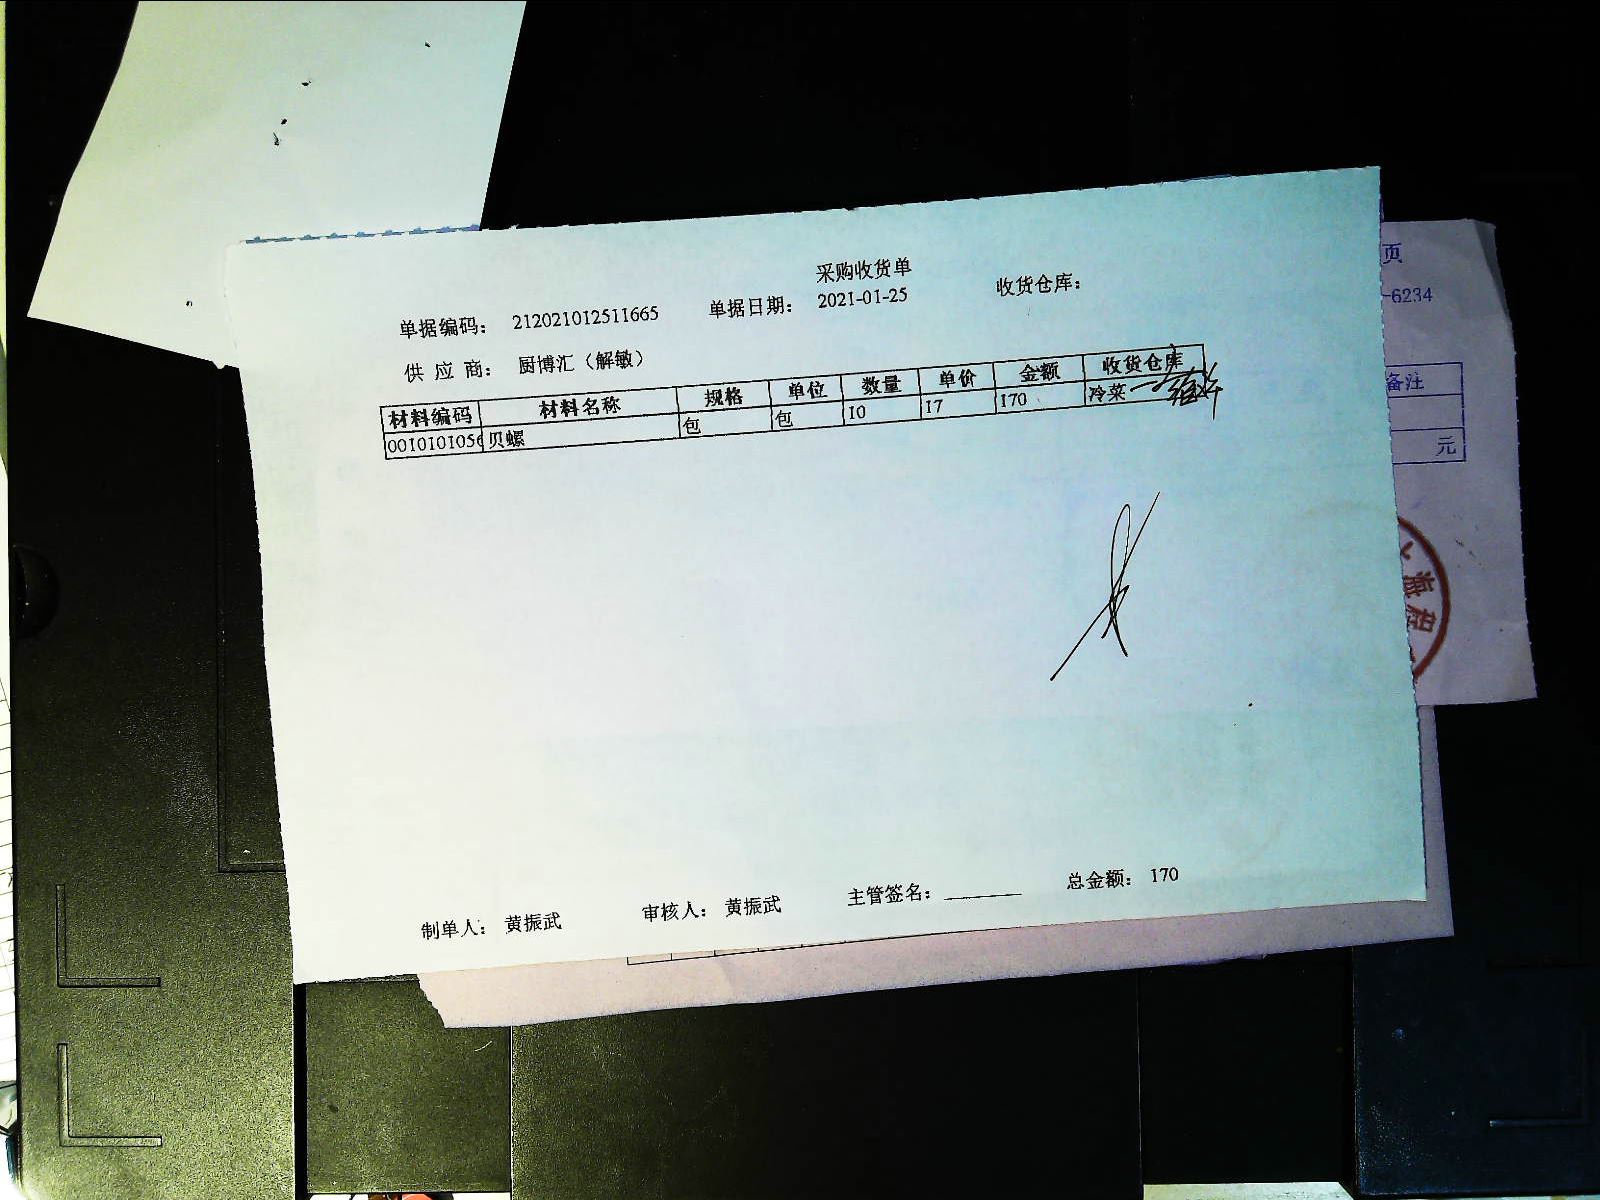 采购收货单
单据编码： 212021012511665 单据日期： 2021-01-25 收货仓库：
供 应 商： 厨博汇（解敏）
材料编码 材料名称 规格 单位 数量 单价 金额 收货仓库
0010101056 贝螺 包 包 10 17 170 冷菜
制单人： 黄振武 审核人： 黄振武 主管签名： 总金额： 170
页
-6234
备注
元